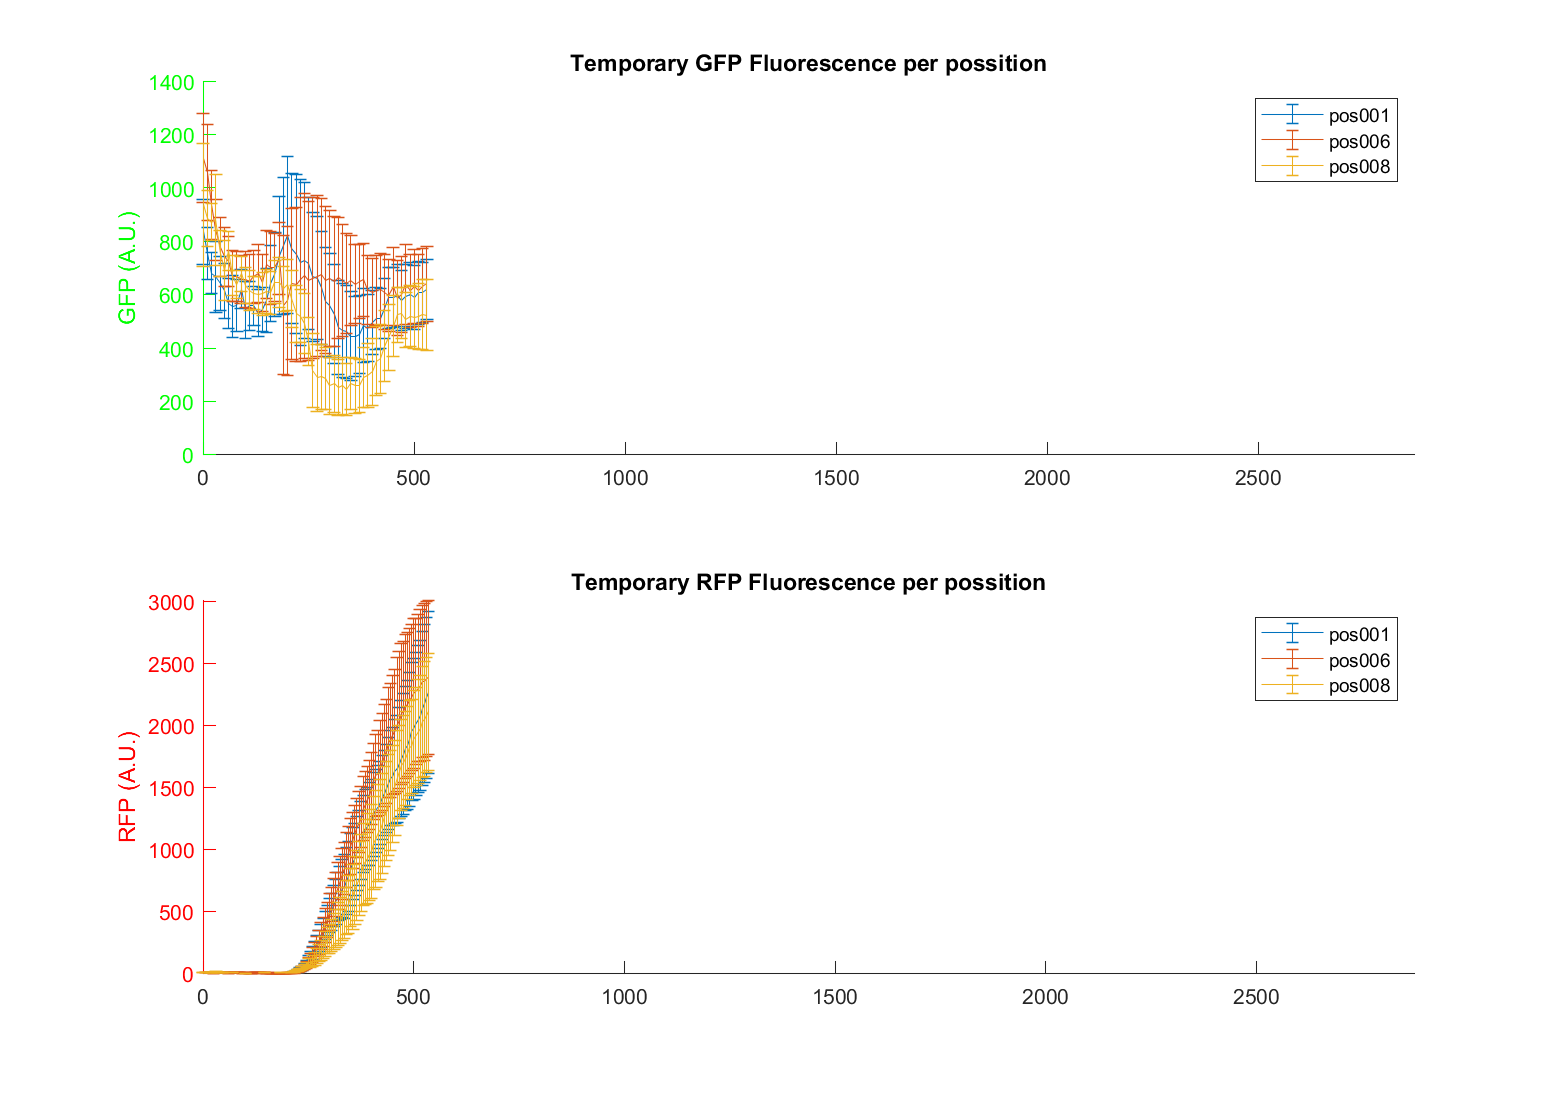 Temporary GFP Fluorescence per possition
1400
1200
1000
800
600
400
200
0
GFP (A.U.)
0 500 1000 1500 2000 2500
pos001
pos006
pos008
Temporary RFP Fluorescence per possition
3000
2500
2000
1500
1000
500
0
RFP (A.U.)
0 500 1000 1500 2000 2500
pos001
pos006
pos008